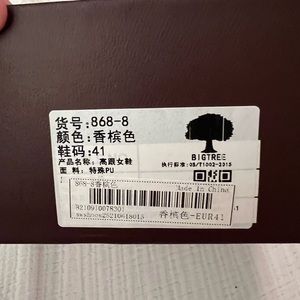 货号:868-8
颜色:香槟色
鞋码:41
产品名称:高跟女鞋
面 料:特殊PU
BIGTREE
执行标准:QB/T1002-2015
868-8香槟色
Made In China
香槟色-EUR41